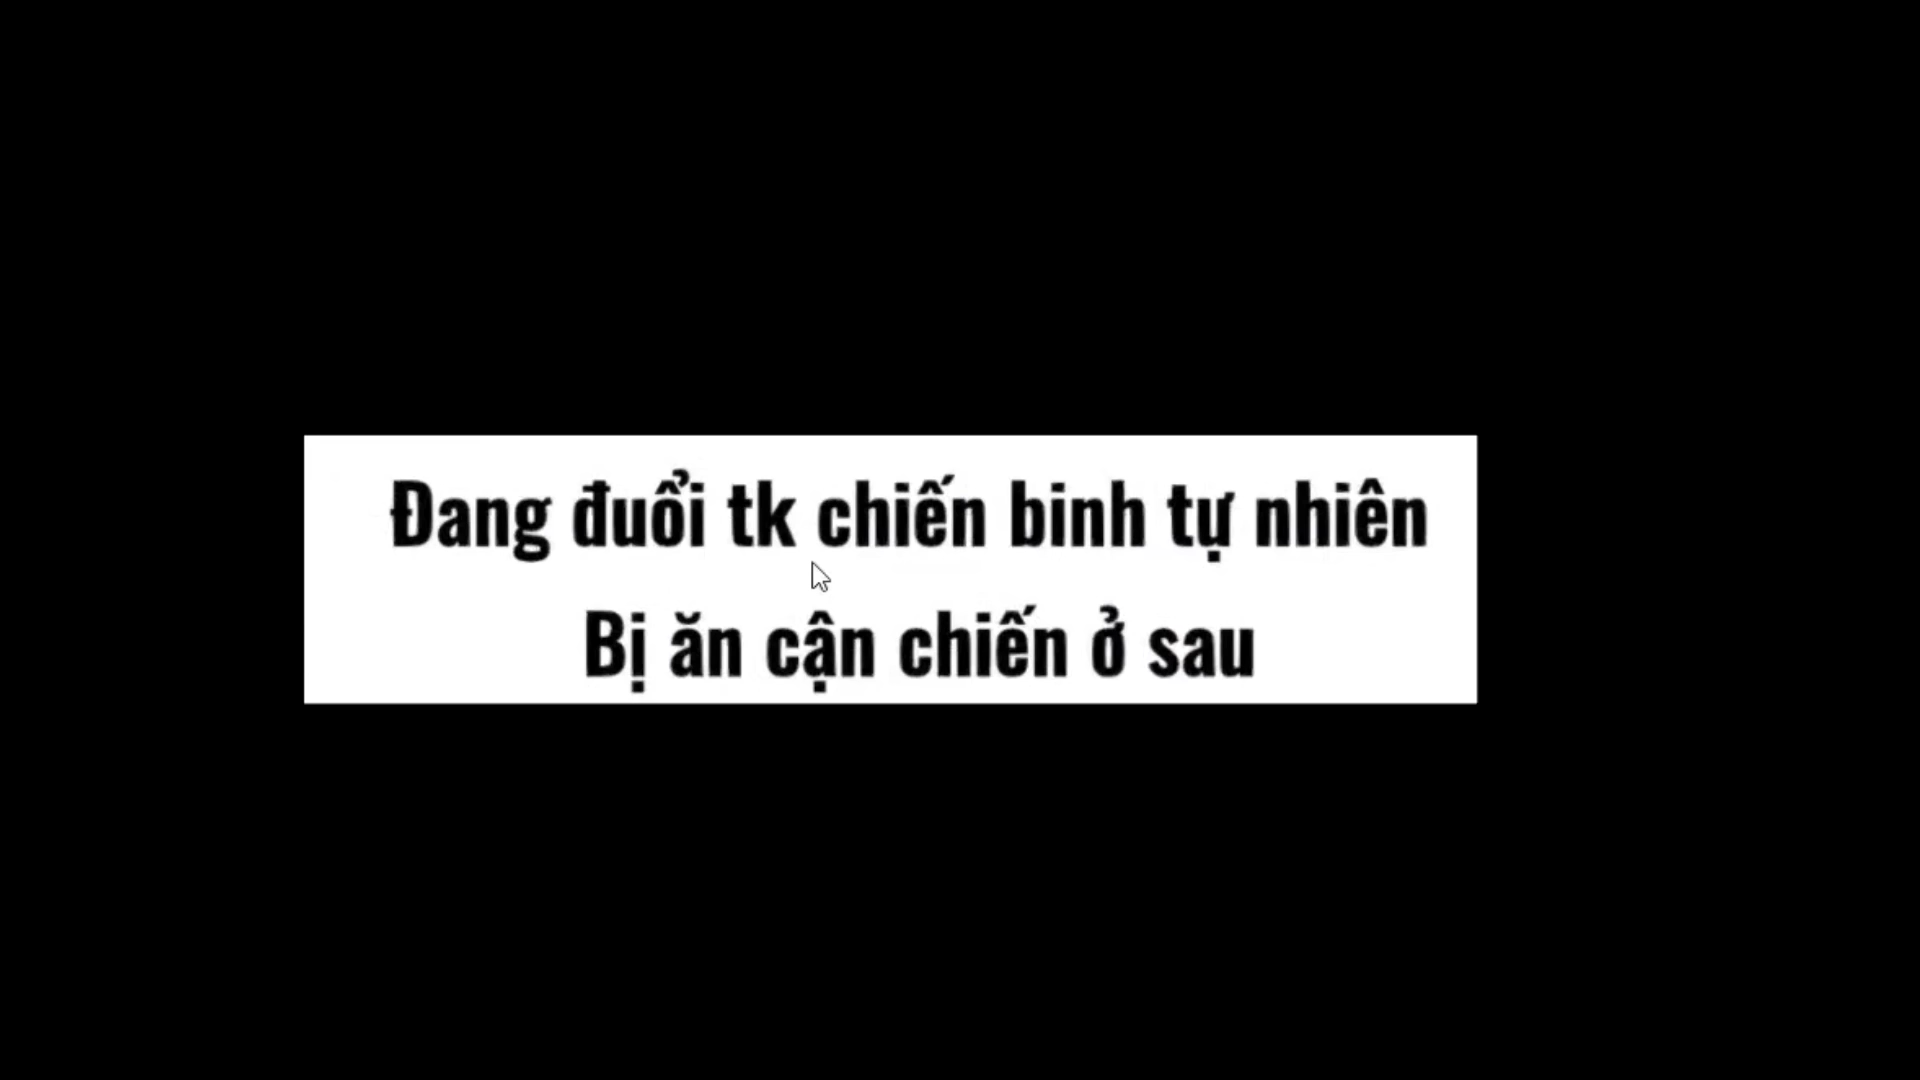 Đang đuổi tk chiến binh tự nhiên
Bị ăn cận chiến ở sau